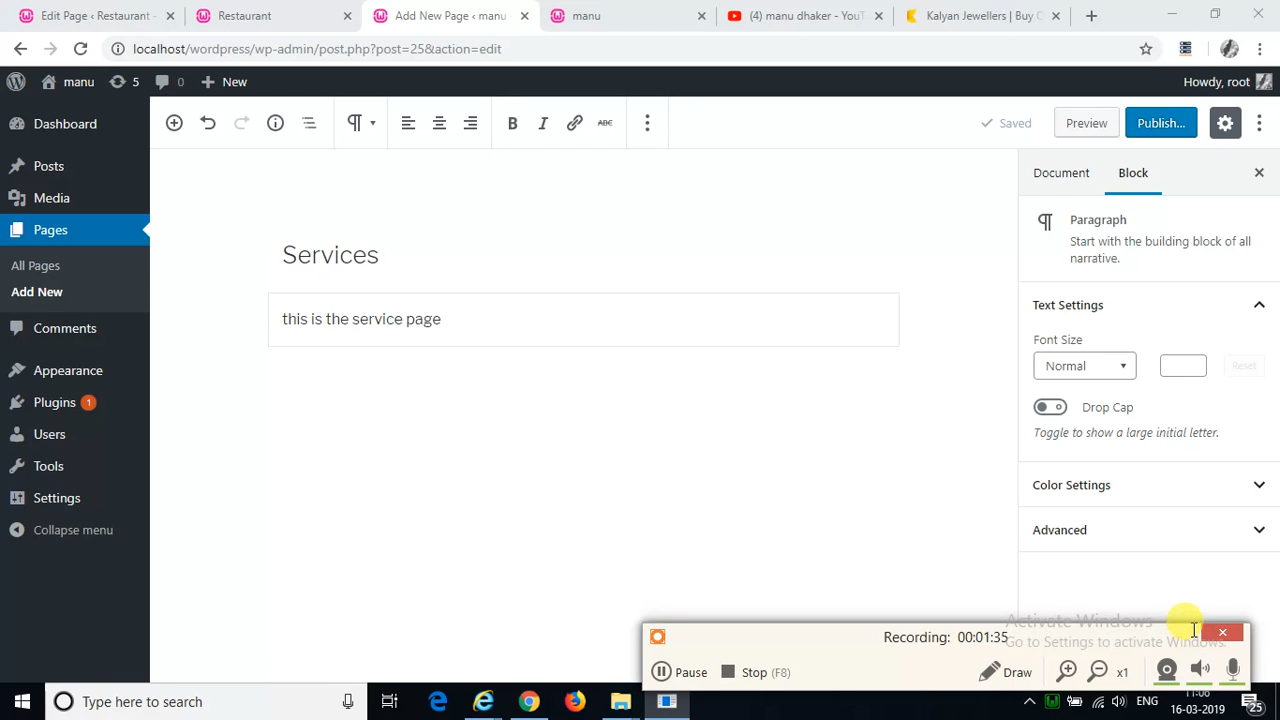 Edit Page ‹ Restaurant -
Restaurant
Add New Page ‹ manu
manu
(4) manu dhaker - YouT
Kalyan Jewellers | Buy
localhost/wordpress/wp-admin/post.php?post=25&action=edit
manu
5
0
New
Howdy, root
Dashboard
Posts
Media
Pages
All Pages
Add New
Comments
Appearance
Plugins 1
Users
Tools
Settings
Collapse menu
B
I
ABC
Saved
Preview
Publish...
Services
this is the service page
Document
Block
Paragraph
Start with the building block of all
narrative.
Text Settings
Font Size
Normal
Reset
Drop Cap
Toggle to show a large initial letter.
Color Settings
Advanced
Activate Windows
Go to Settings to activate Windows.
Recording: 00:01:35
Pause
Stop (F8)
Draw
x1
Type here to search
ENG
11:06
16-03-2019
25